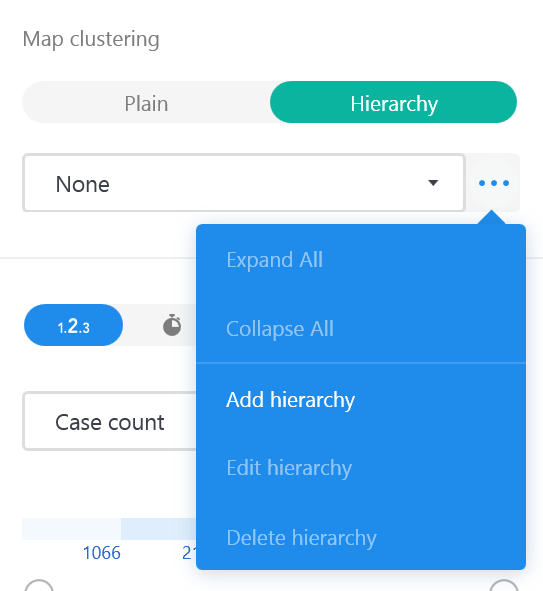 Map clustering
Plain
Hierarchy
None
Expand All
Collapse All
1.2.3
Add hierarchy
Case count
Edit hierarchy
Delete hierarchy
1066